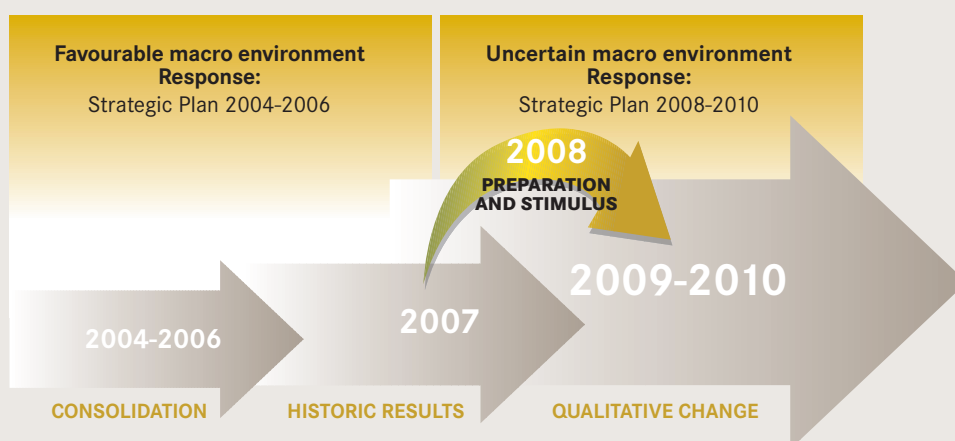 Favourable macro environment
Response:
Strategic Plan 2004-2006
Uncertain macro environment
Response:
Strategic Plan 2008-2010
2008
PREPARATION
AND STIMULUS
2009-2010
2007
2004-2006
CONSOLIDATION
HISTORIC RESULTS
QUALITATIVE CHANGE